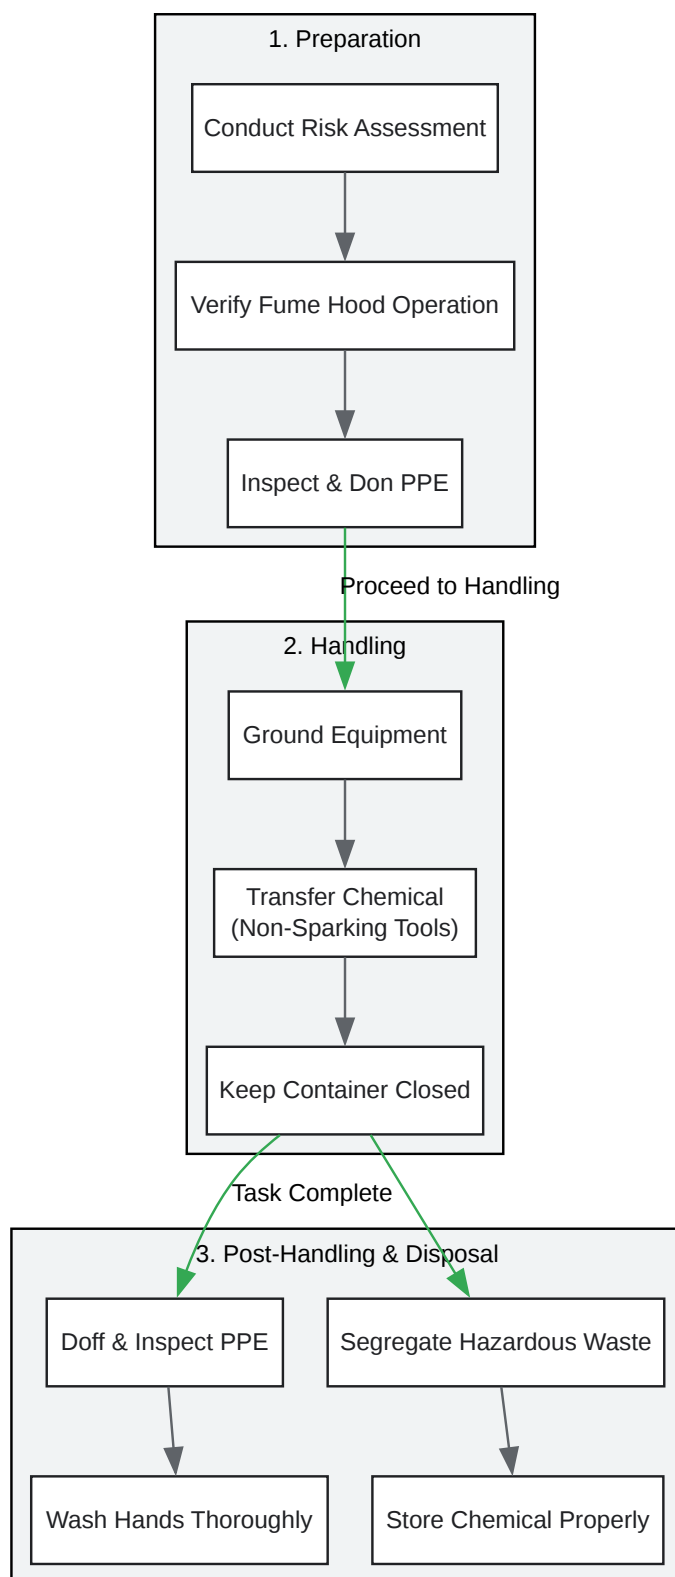 1. Preparation
Conduct Risk Assessment
Verify Fume Hood Operation
Inspect & Don PPE
Proceed to Handling
2. Handling
Ground Equipment
Transfer Chemical
(Non-Sparking Tools)
Keep Container Closed
Task Complete
3. Post-Handling & Disposal
Doff & Inspect PPE
Segregate Hazardous Waste
Wash Hands Thoroughly
Store Chemical Properly